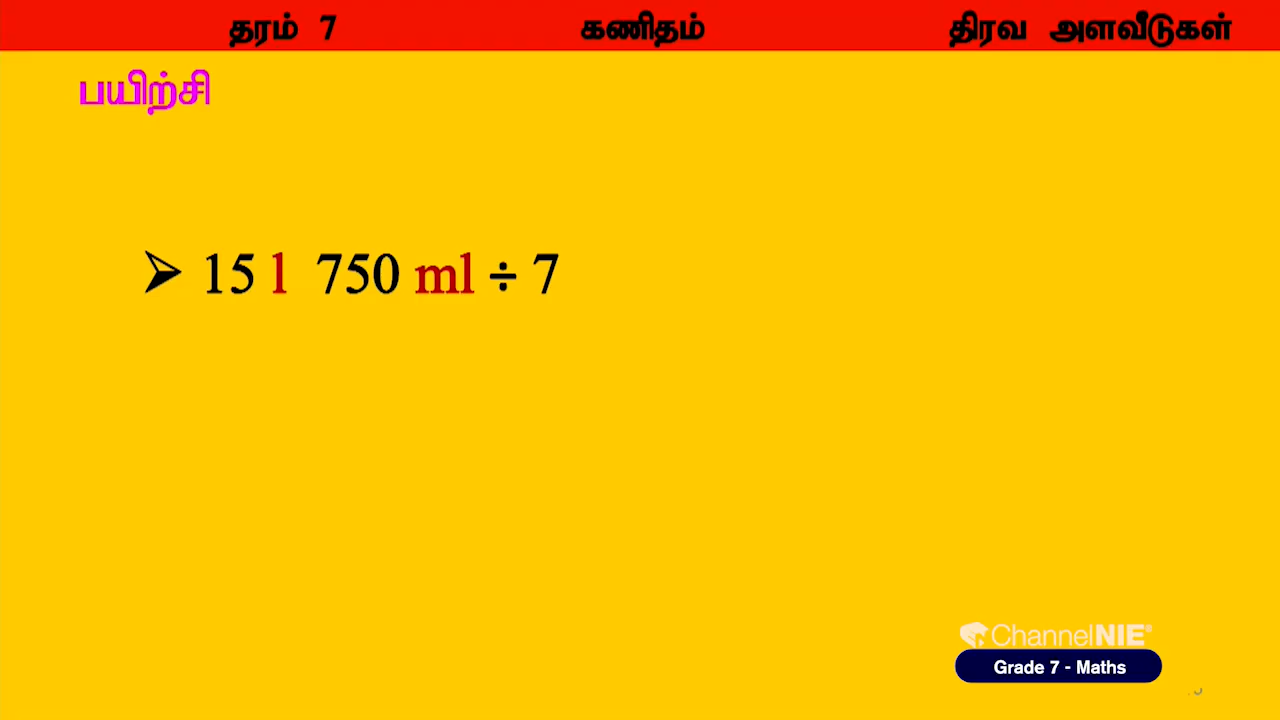 தரம் 7 கணிதம் திரவ அளவீடுகள்
பயிற்சி
➢ 15 l 750 ml ÷ 7
ChannelNIE
Grade 7 - Maths